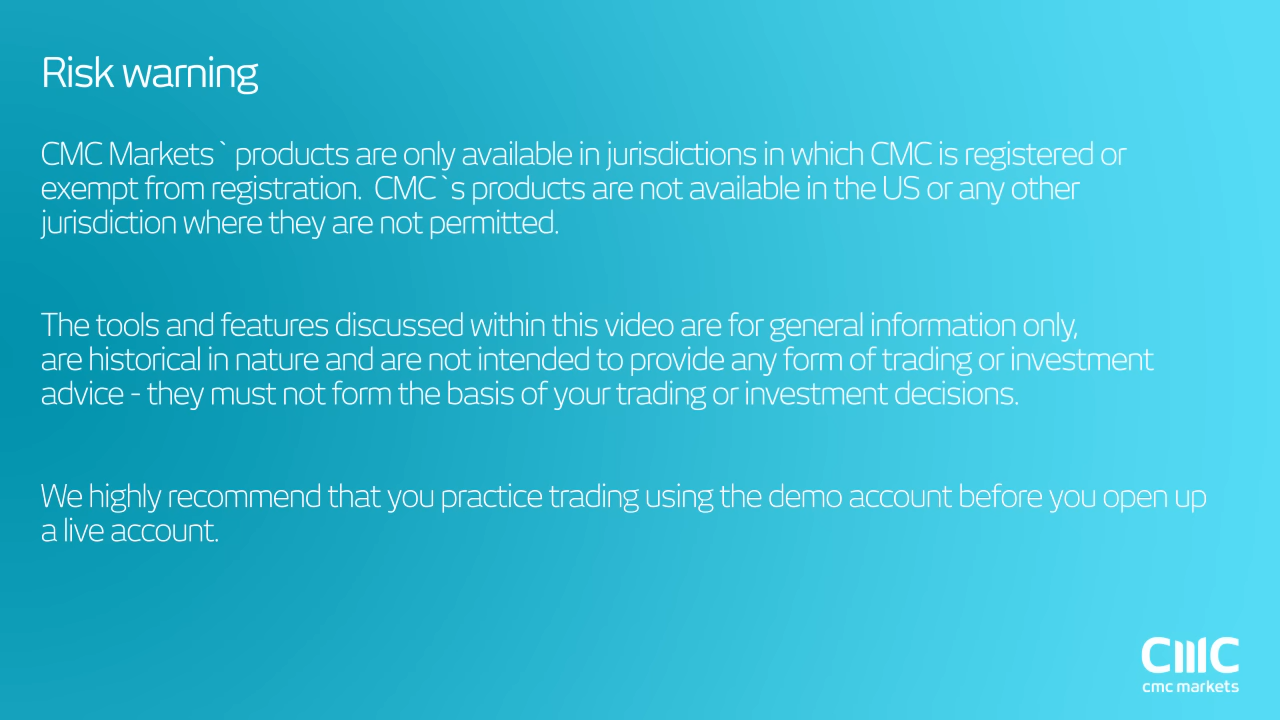 Risk warning
CMC Markets` products are only available in jurisdictions in which CMC is registered or
exempt from registration.  CMC`s products are not available in the US or any other
jurisdiction where they are not permitted.
The tools and features discussed within this video are for general information only,
are historical in nature and are not intended to provide any form of trading or investment
advice - they must not form the basis of your trading or investment decisions.
We highly recommend that you practice trading using the demo account before you open up
a live account.
CMC
cmc markets